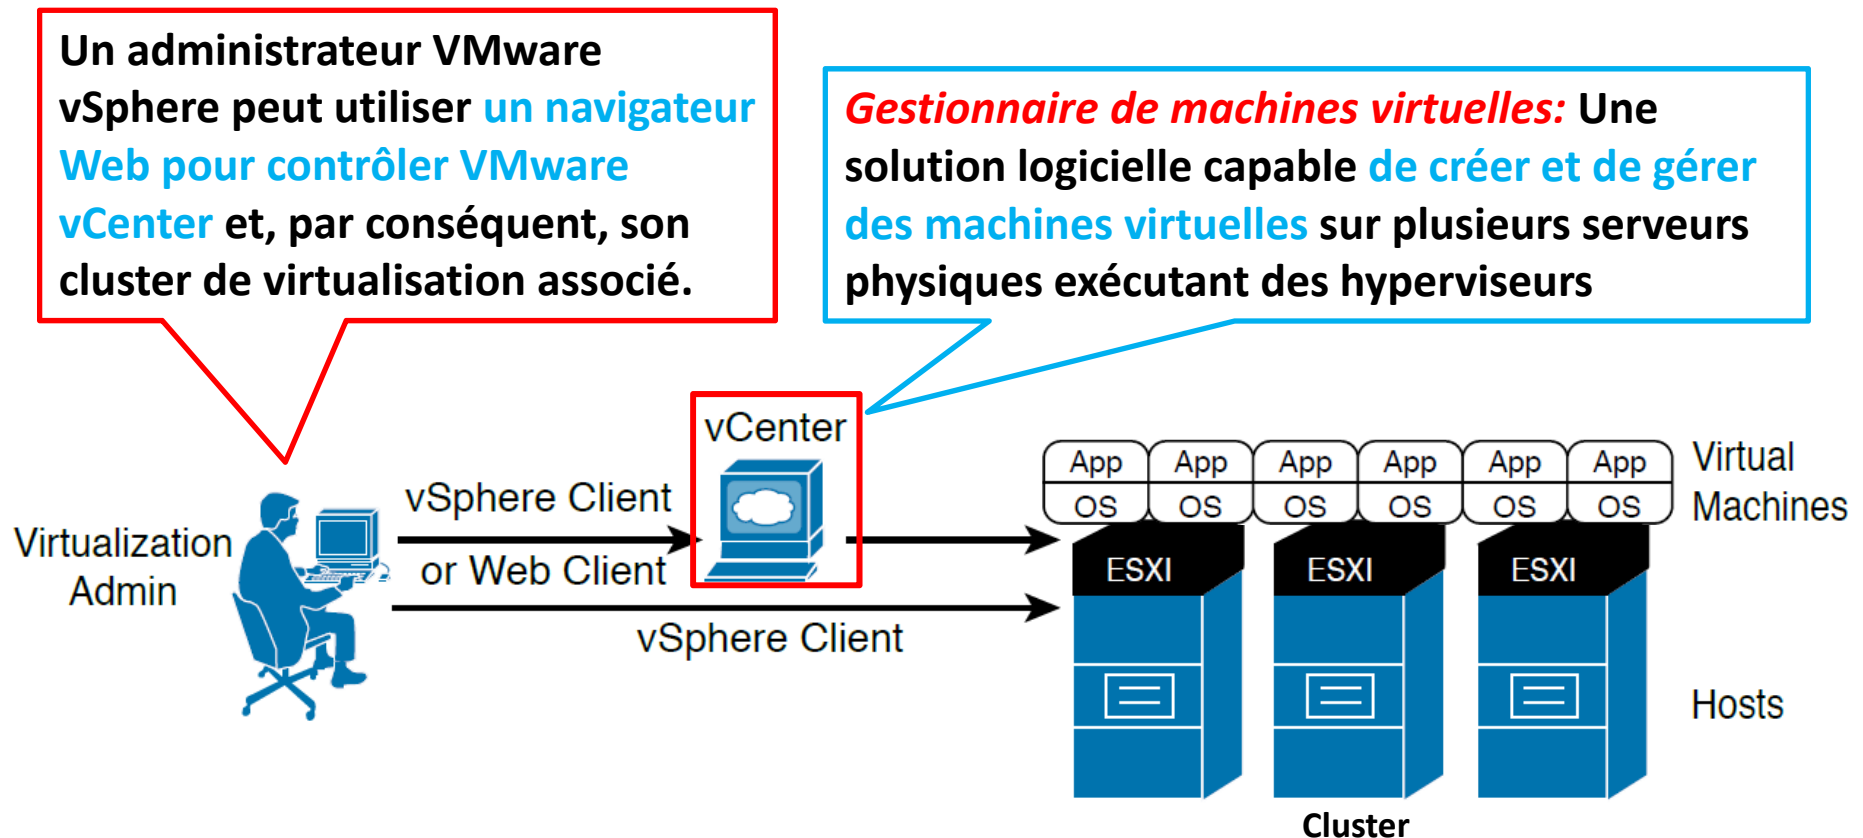 Un administrateur VMware
vSphere peut utiliser un navigateur
Web pour contrôler VMware
vCenter et, par conséquent, son
cluster de virtualisation associé.
Gestionnaire de machines virtuelles: Une
solution logicielle capable de créer et de gérer
des machines virtuelles sur plusieurs serveurs
physiques exécutant des hyperviseurs
vCenter
vSphere Client
or Web Client
vSphere Client
Virtualization
Admin
App App App App App App
OS OS OS OS OS OS
Virtual
Machines
ESXI ESXI ESXI
Hosts
Cluster